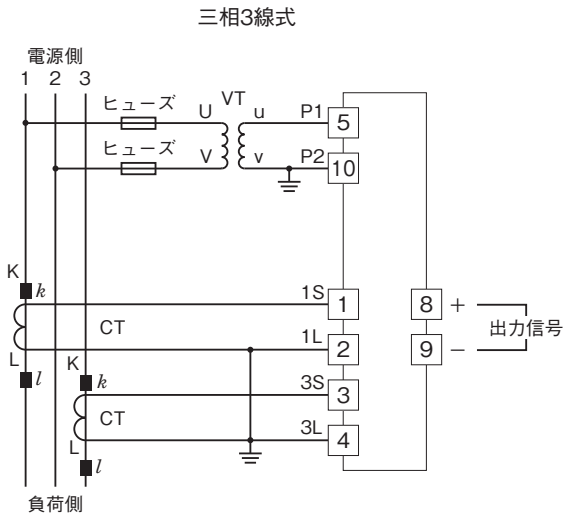 三相3線式
電源側
1 2 3
ヒューズ
U VT u P1 5
ヒューズ
V v P2 10
K k
1S 1 8 +
CT 出力信号
L l 1L 2 9 −
K k 3S 3
CT
L l 3L 4
負荷側